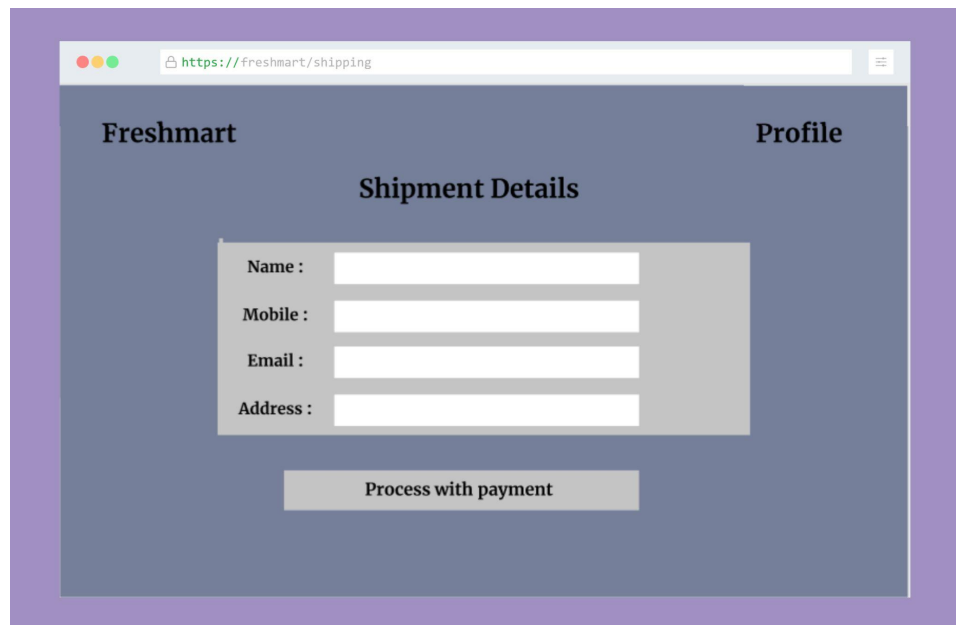 https://freshmart/shipping
Freshmart Profile
Shipment Details
Name :
Mobile :
Email :
Address :
Process with payment